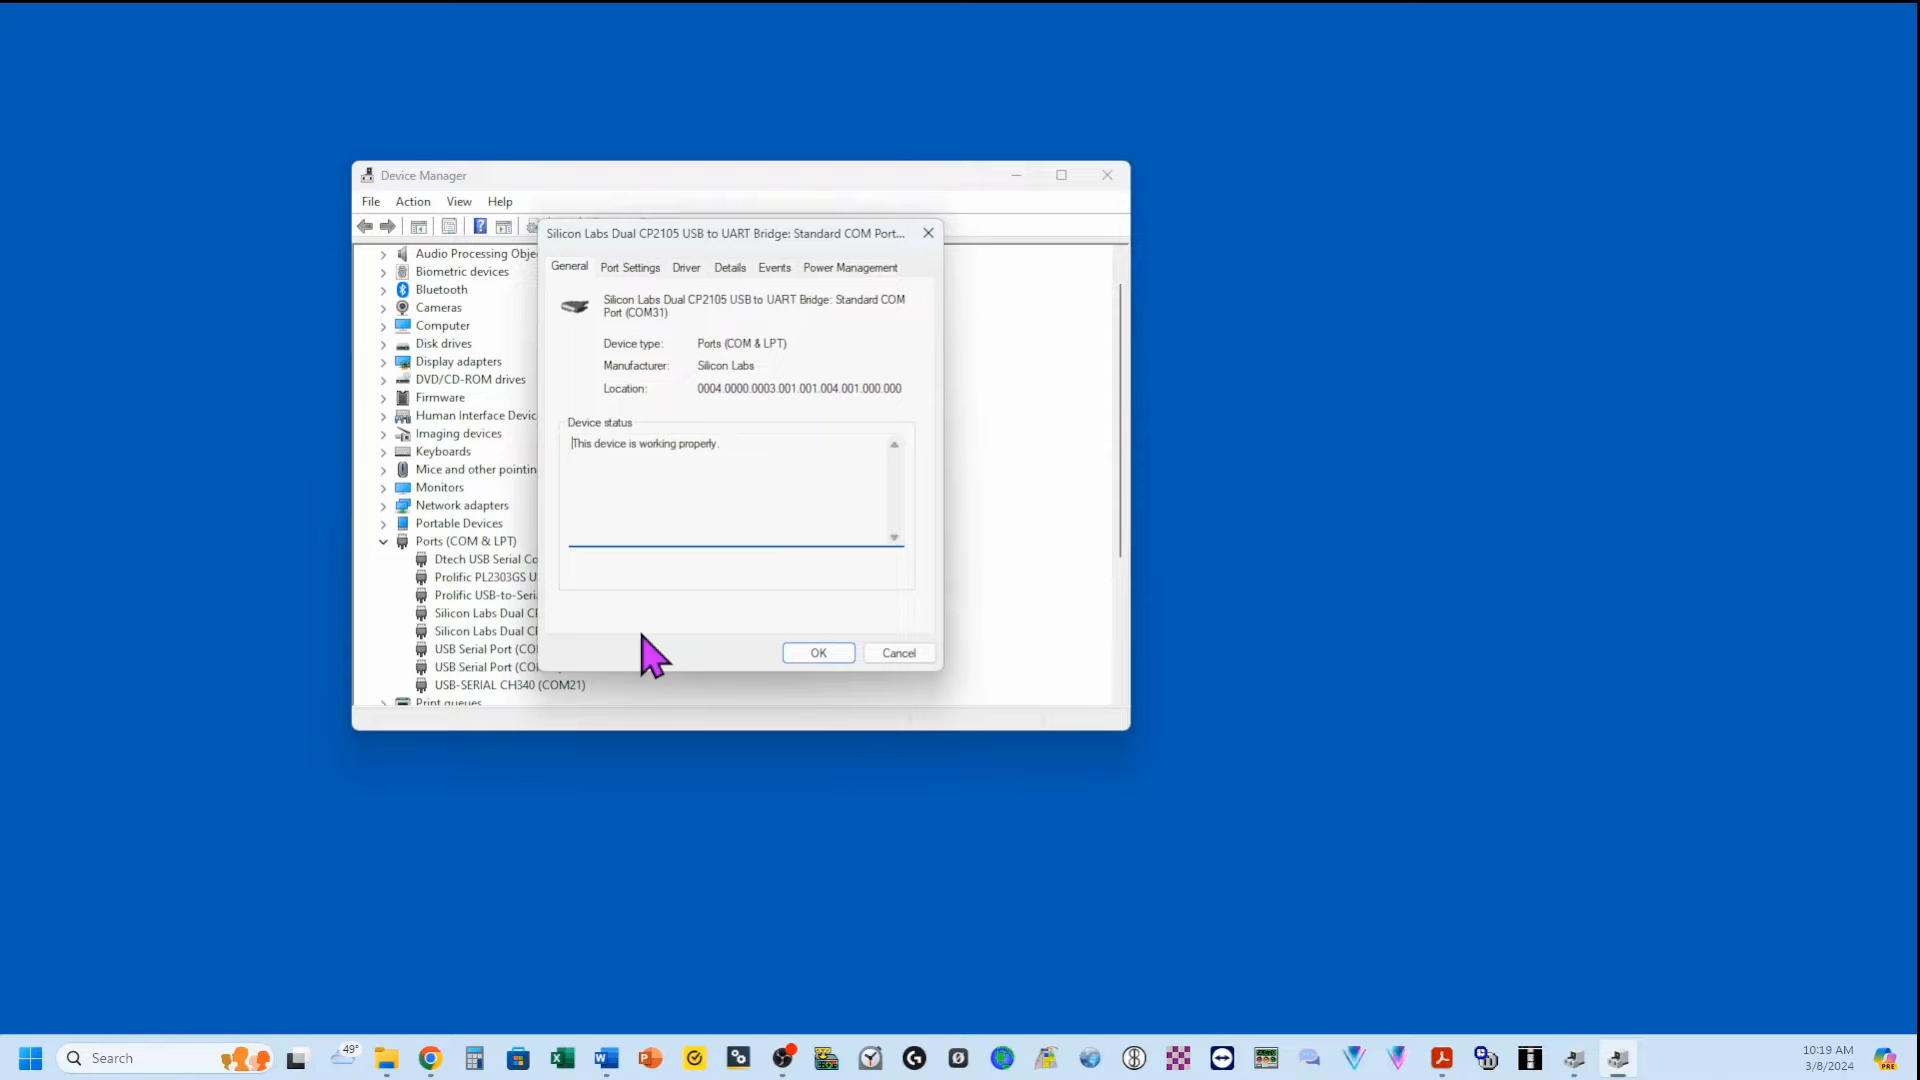 Device Manager
File Action View Help
Silicon Labs Dual CP2105 USB to UART Bridge: Standard COM Port...
General Port Settings Driver Details Events Power Management
Silicon Labs Dual CP2105 USB to UART Bridge: Standard COM
Port (COM31)
Device type: Ports (COM & LPT)
Manufacturer: Silicon Labs
Location: 0004.0000.0003.001.001.004.001.000.000
Device status
This device is working properly.
OK Cancel
Audio Processing Obje
Biometric devices
Bluetooth
Cameras
Computer
Disk drives
Display adapters
DVD/CD-ROM drives
Firmware
Human Interface Devic
Imaging devices
Keyboards
Mice and other pointin
Monitors
Network adapters
Portable Devices
Ports (COM & LPT)
Dtech USB Serial Co
Prolific PL2303GS U
Prolific USB-to-Seri
Silicon Labs Dual CP
Silicon Labs Dual CP
USB Serial Port (CO
USB Serial Port (CO
USB-SERIAL CH340 (COM21)
Print queues
Search
49°
10:19 AM
3/8/2024
PRE